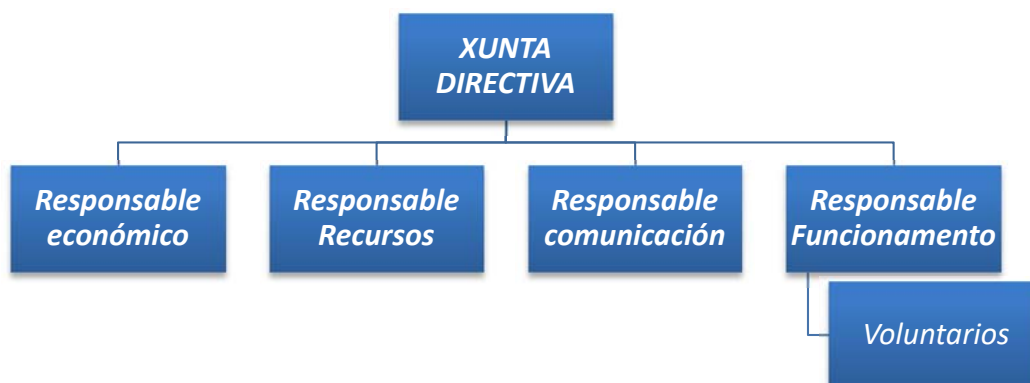 XUNTA
DIRECTIVA
Responsable
económico
Responsable
Recursos
Responsable
comunicación
Responsable
Funcionamento
Voluntarios